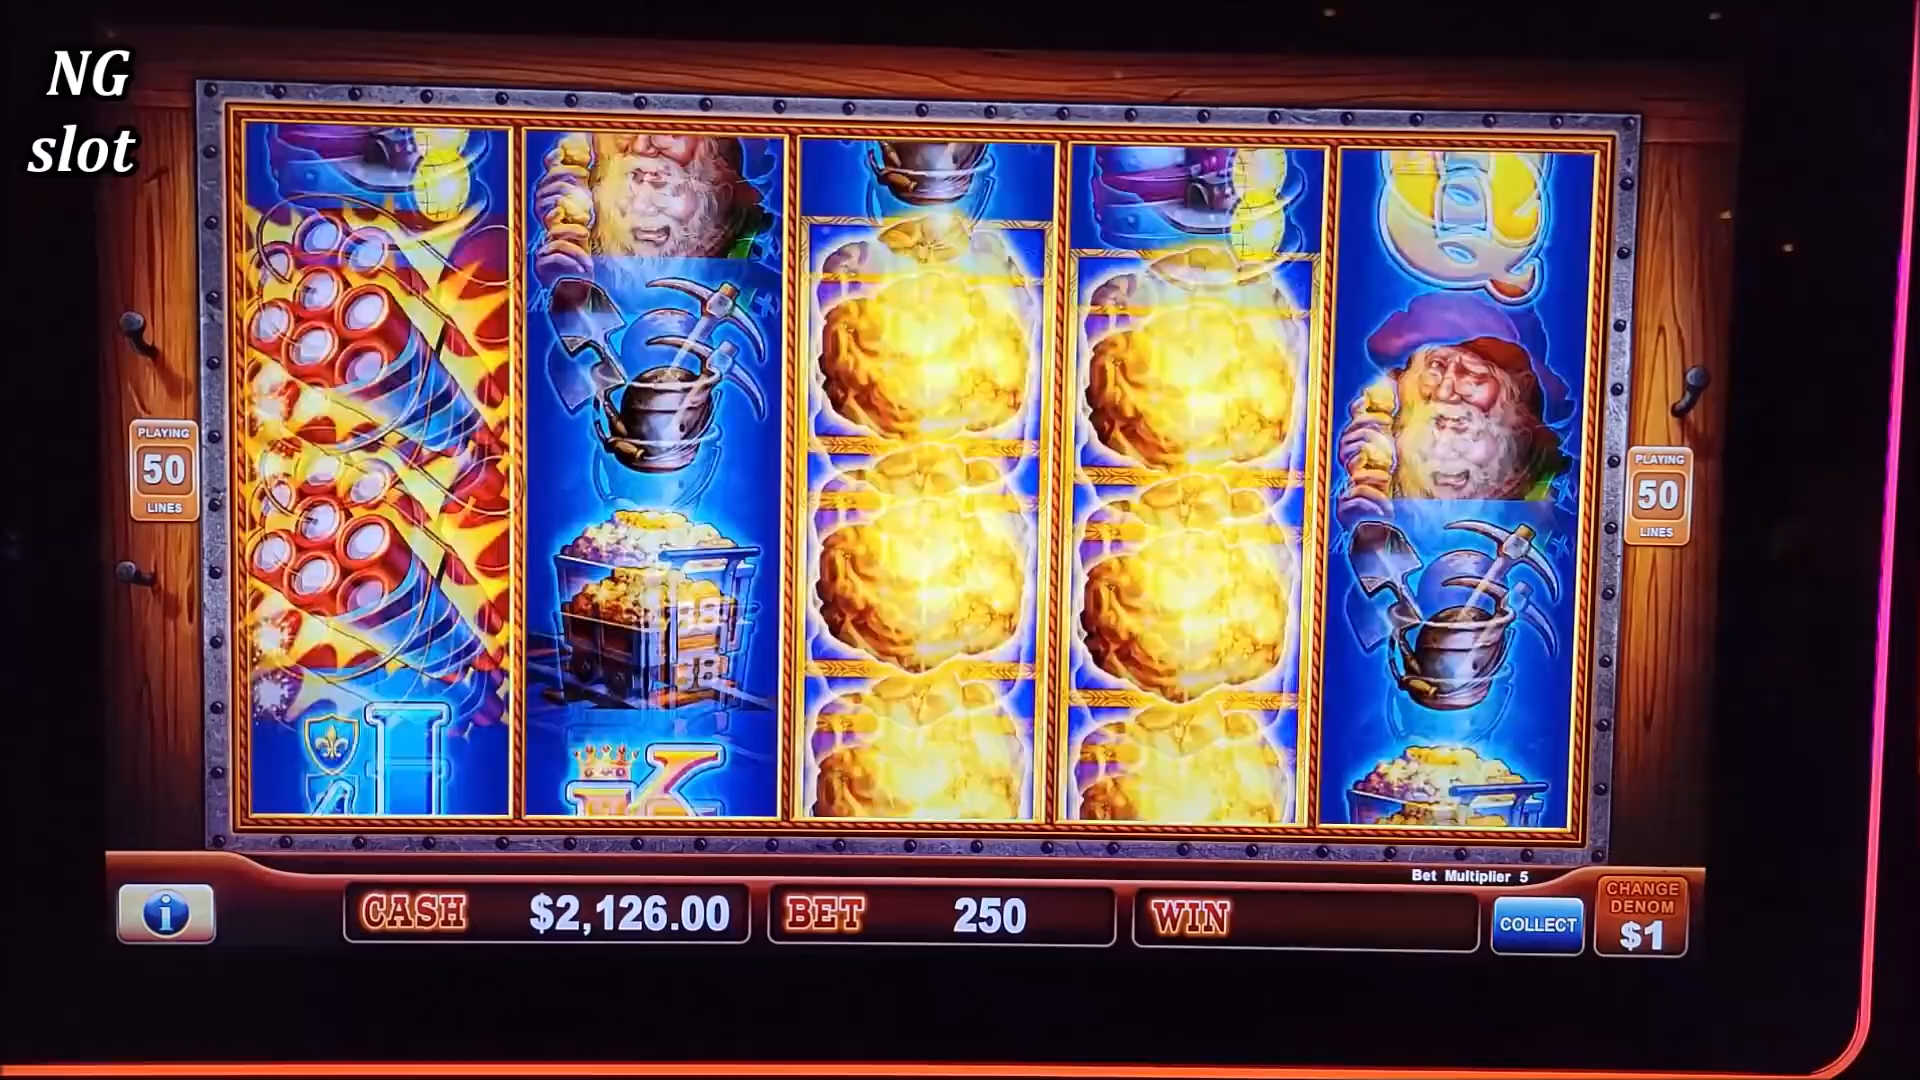 NG
slot
PLAYING
50
LINES
PLAYING
50
LINES
Bet Multiplier 5
CASH $2,126.00
BET 250
WIN
COLLECT
CHANGE
DENOM
$1